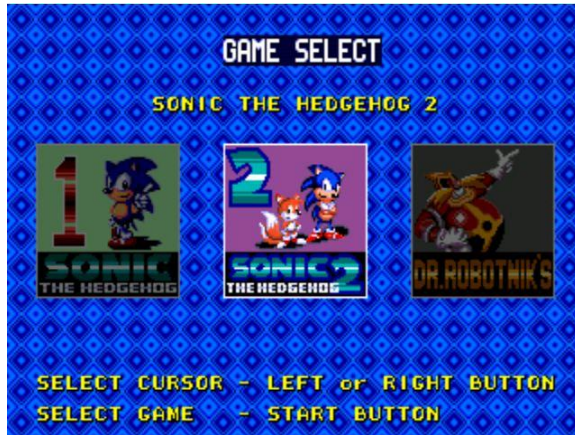 GAME SELECT
SONIC THE HEDGEHOG 2
1
SONIC
THE HEDGEHOG
2
SONIC 2
THE HEDGEHOG
DR.ROBOTNIK'S
SELECT CURSOR - LEFT or RIGHT BUTTON
SELECT GAME - START BUTTON